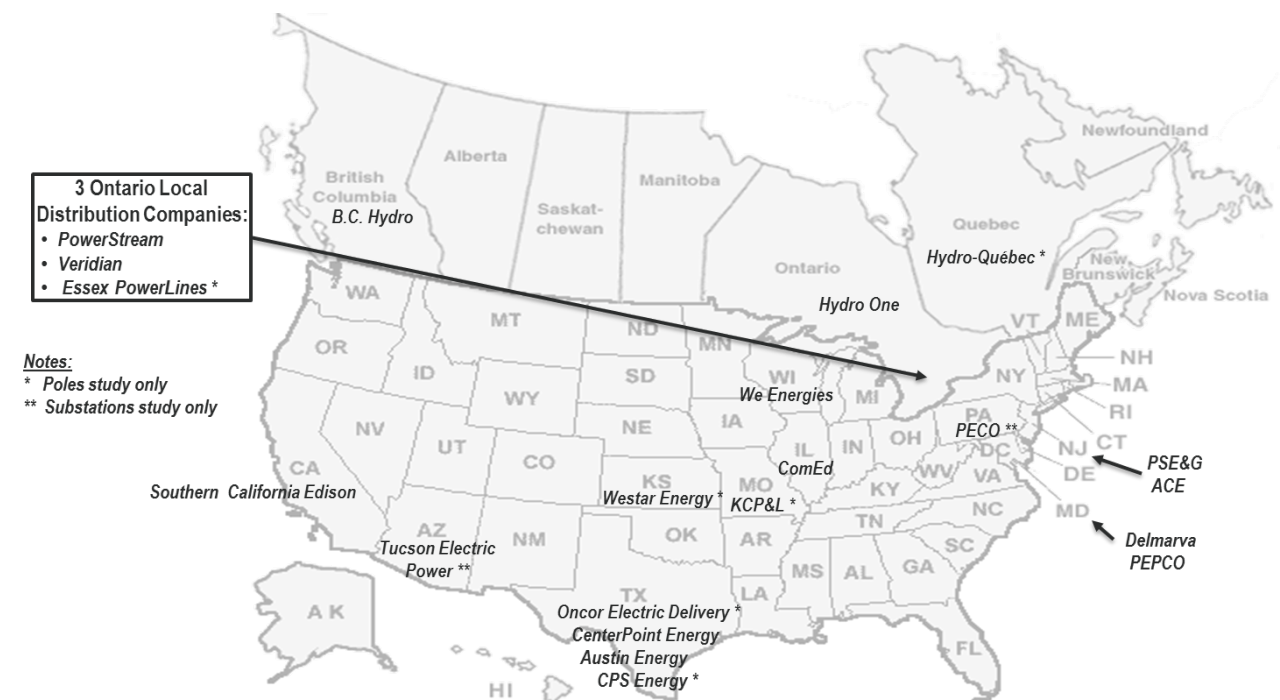 Newfoundland
Alberta
British
Columbia
B.C. Hydro
Manitoba
Saskat-
chewan
Quebec
Hydro-Québec *
Ontario
Hydro One
New
Brunswick
Nova Scotia
3 Ontario Local
Distribution Companies:
• PowerStream
• Veridian
• Essex PowerLines *
Notes:
* Poles study only
** Substations study only
WA
MT
ND
MN
VT
ME
OR
ID
SD
WI
We Energies
MI
NY
NH
MA
RI
CT
WY
IA
NE
PA
PECO **
NV
UT
CO
IL
ComEd
IN
OH
DC
NJ
DE
PSE&G
ACE
CA
Southern California Edison
KS
Westar Energy *
MO
KCP&L *
WV
VA
KY
MD
Delmarva
PEPCO
AZ
Tucson Electric
Power **
NM
OK
AR
TN
NC
SC
MS
AL
GA
TX
Oncor Electric Delivery *
CenterPoint Energy
Austin Energy
CPS Energy *
LA
FL
AK
HI